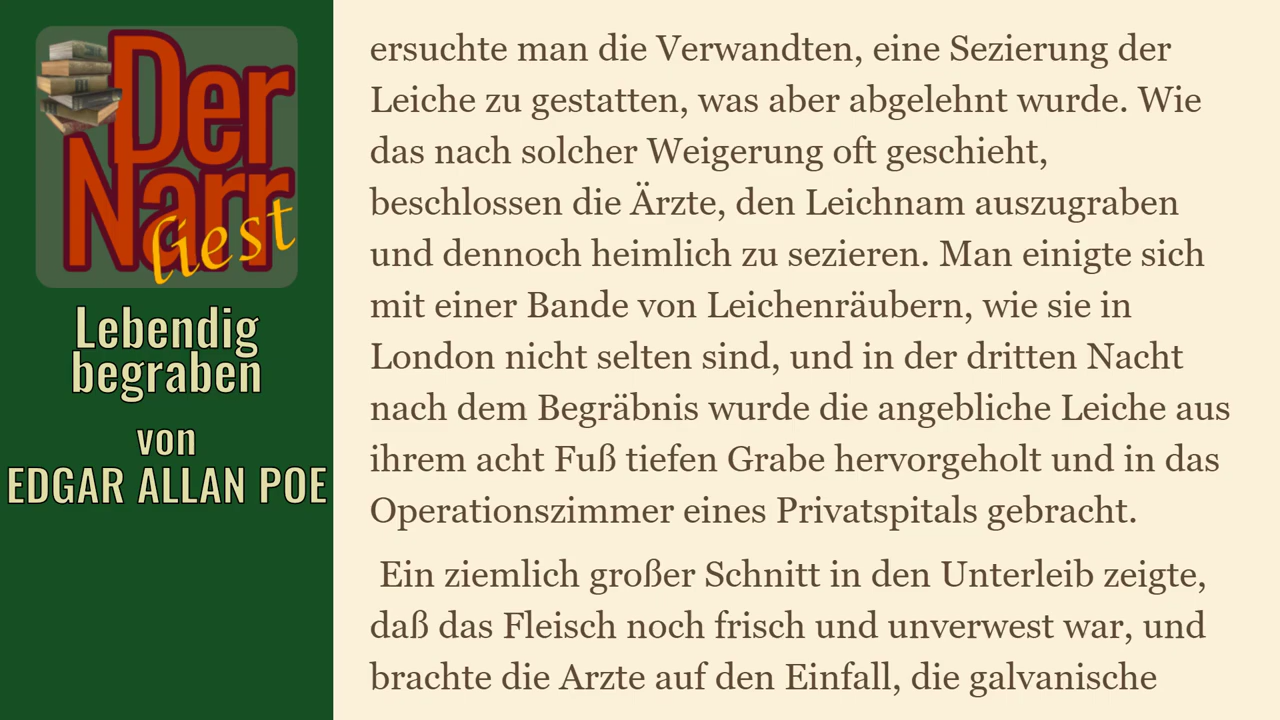 Der
Narr
liest
Lebendig
begraben
von
EDGAR ALLAN POE
ersuchte man die Verwandten, eine Sezierung der
Leiche zu gestatten, was aber abgelehnt wurde. Wie
das nach solcher Weigerung oft geschieht,
beschlossen die Ärzte, den Leichnam auszugraben
und dennoch heimlich zu sezieren. Man einigte sich
mit einer Bande von Leichenräubern, wie sie in
London nicht selten sind, und in der dritten Nacht
nach dem Begräbnis wurde die angebliche Leiche aus
ihrem acht Fuß tiefen Grabe hervorgeholt und in das
Operationszimmer eines Privatspitals gebracht.
Ein ziemlich großer Schnitt in den Unterleib zeigte,
daß das Fleisch noch frisch und unverwest war, und
brachte die Arzte auf den Einfall, die galvanische